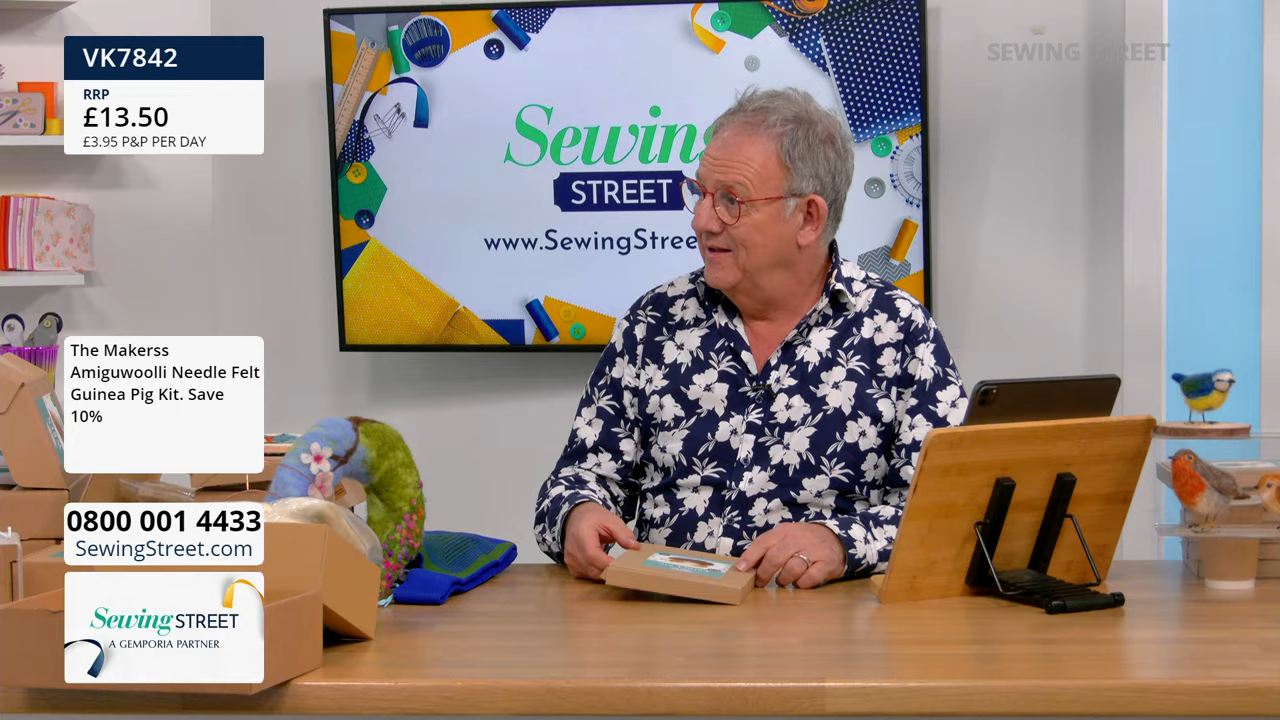 VK7842
RRP
£13.50
£3.95 P&P PER DAY
The Makerss
Amiguwoolli Needle Felt
Guinea Pig Kit. Save
10%
0800 001 4433
SewingStreet.com
Sewing STREET
A GEMPORIA PARTNER
Sewing
STREET
www.SewingStree
SEWING STREET